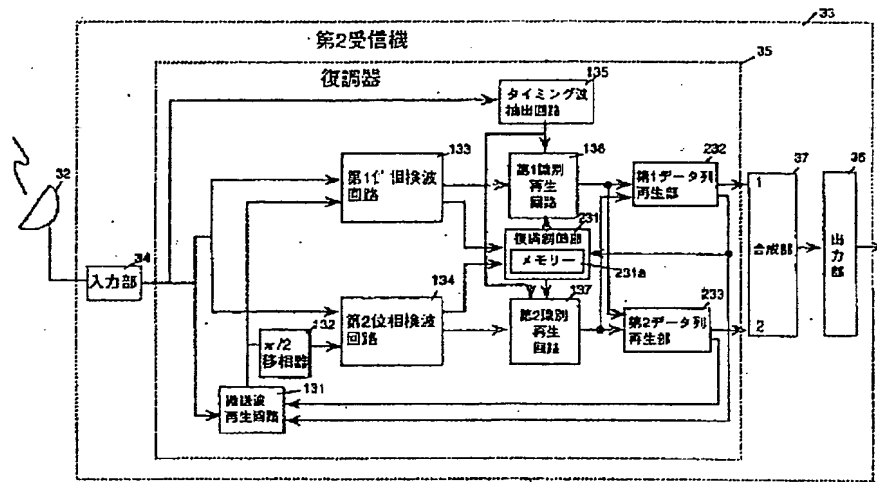 33
第2受信機
35
復調器
135
タイミング波
抽出回路
32
133
136
232
37
36
第1位相検波
回路
第1識別
再生
回路
第1データ列
再生部
1
231
復調制御部
合成部
出力部
34
メモリー
入力部
134
231a
132
137
233
第2位相検波
回路
第2識別
再生
回路
第2データ列
再生部
2
π/2
移相器
131
搬送波
再生回路